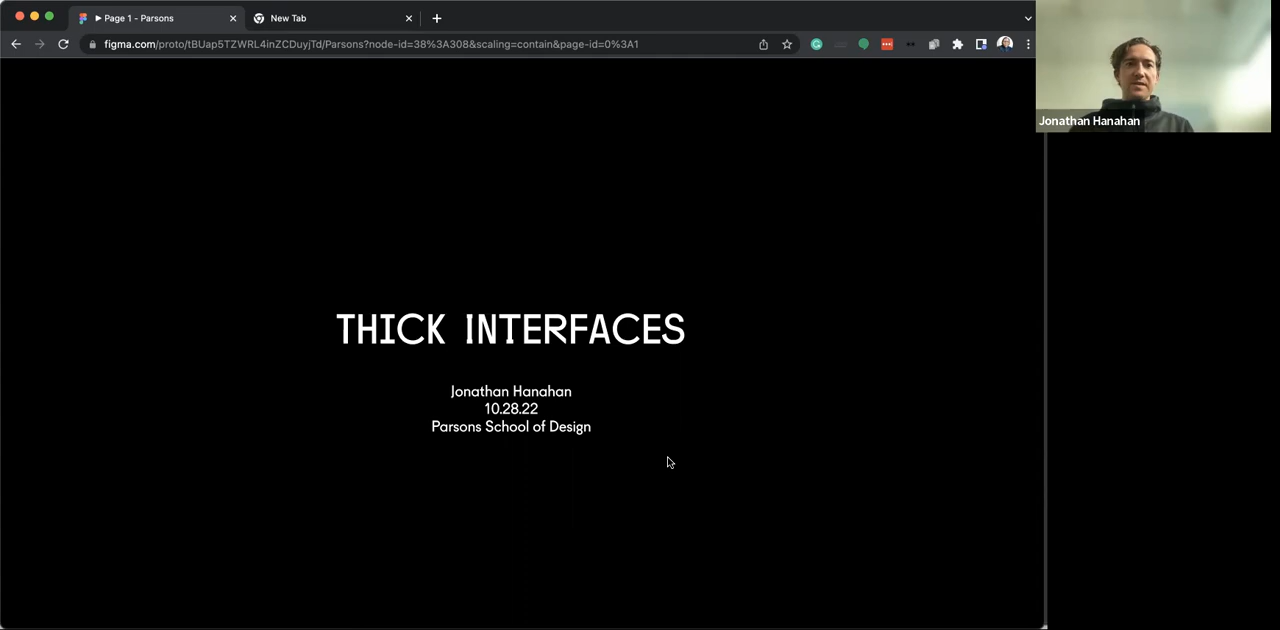 ▶ Page 1 - Parsons
New Tab
figma.com/proto/tBUap5TZWRL4inZCDuyjTd/Parsons?node-id=38%3A308&scaling=contain&page-id=0%3A1
Jonathan Hanahan
THICK INTERFACES
Jonathan Hanahan
10.28.22
Parsons School of Design